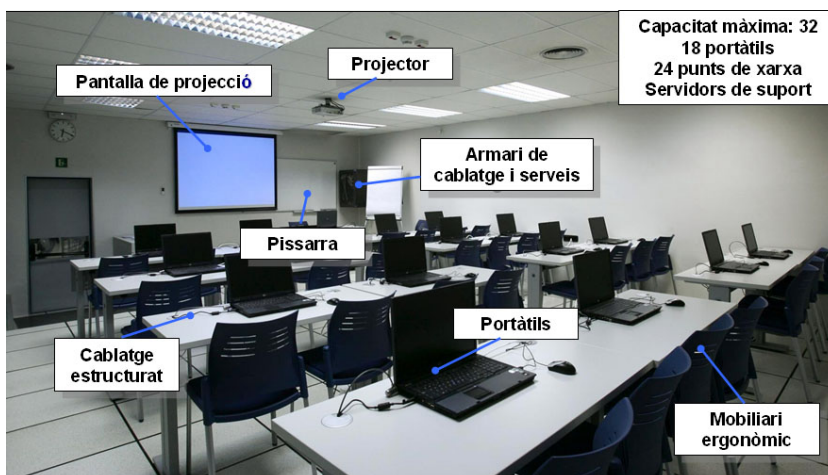 Capacitat màxima: 32
18 portàtils
24 punts de xarxa
Servidors de suport
Projector
Pantalla de projecció
Armari de
cablatge i serveis
Pissarra
Portàtils
Cablatge
estructurat
Mobiliari
ergonòmic